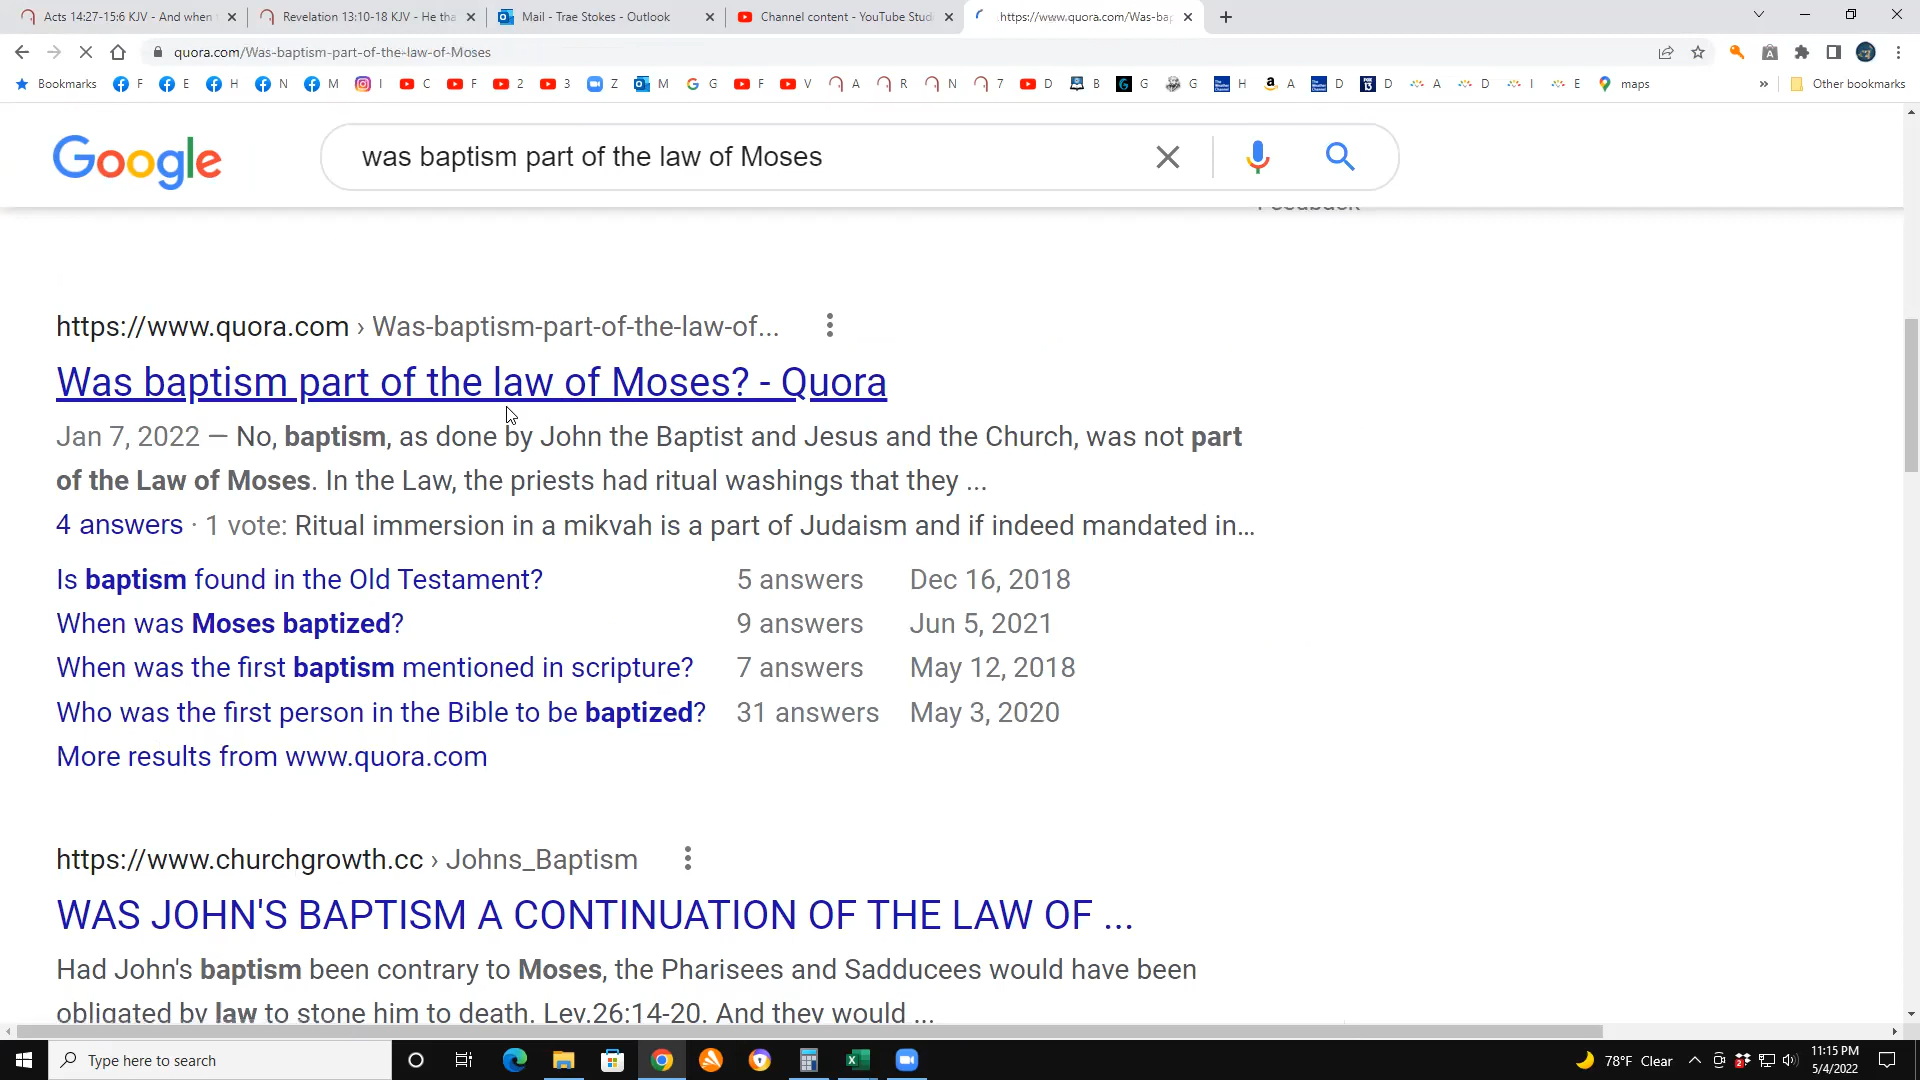 Acts 14:27-15:6 KJV - And when
Revelation 13:10-18 KJV - He tha
Mail - Trae Stokes - Outlook
Channel content - YouTube Studi
https://www.quora.com/Was-bap
quora.com/Was-baptism-part-of-the-law-of-Moses
Bookmarks F E H N M I C F 2 3 Z M G F V A R N 7 D B G G H A D D A D I E maps » Other bookmarks
Google
was baptism part of the law of Moses
Feedback
https://www.quora.com › Was-baptism-part-of-the-law-of...
Was baptism part of the law of Moses? - Quora
Jan 7, 2022 — No, baptism, as done by John the Baptist and Jesus and the Church, was not part
of the Law of Moses. In the Law, the priests had ritual washings that they ...
4 answers · 1 vote: Ritual immersion in a mikvah is a part of Judaism and if indeed mandated in...
Is baptism found in the Old Testament? 5 answers Dec 16, 2018
When was Moses baptized? 9 answers Jun 5, 2021
When was the first baptism mentioned in scripture? 7 answers May 12, 2018
Who was the first person in the Bible to be baptized? 31 answers May 3, 2020
More results from www.quora.com
https://www.churchgrowth.cc › Johns_Baptism
WAS JOHN'S BAPTISM A CONTINUATION OF THE LAW OF ...
Had John's baptism been contrary to Moses, the Pharisees and Sadducees would have been
obligated by law to stone him to death. Lev.26:14-20. And they would ...
Type here to search
78°F Clear
11:15 PM
5/4/2022